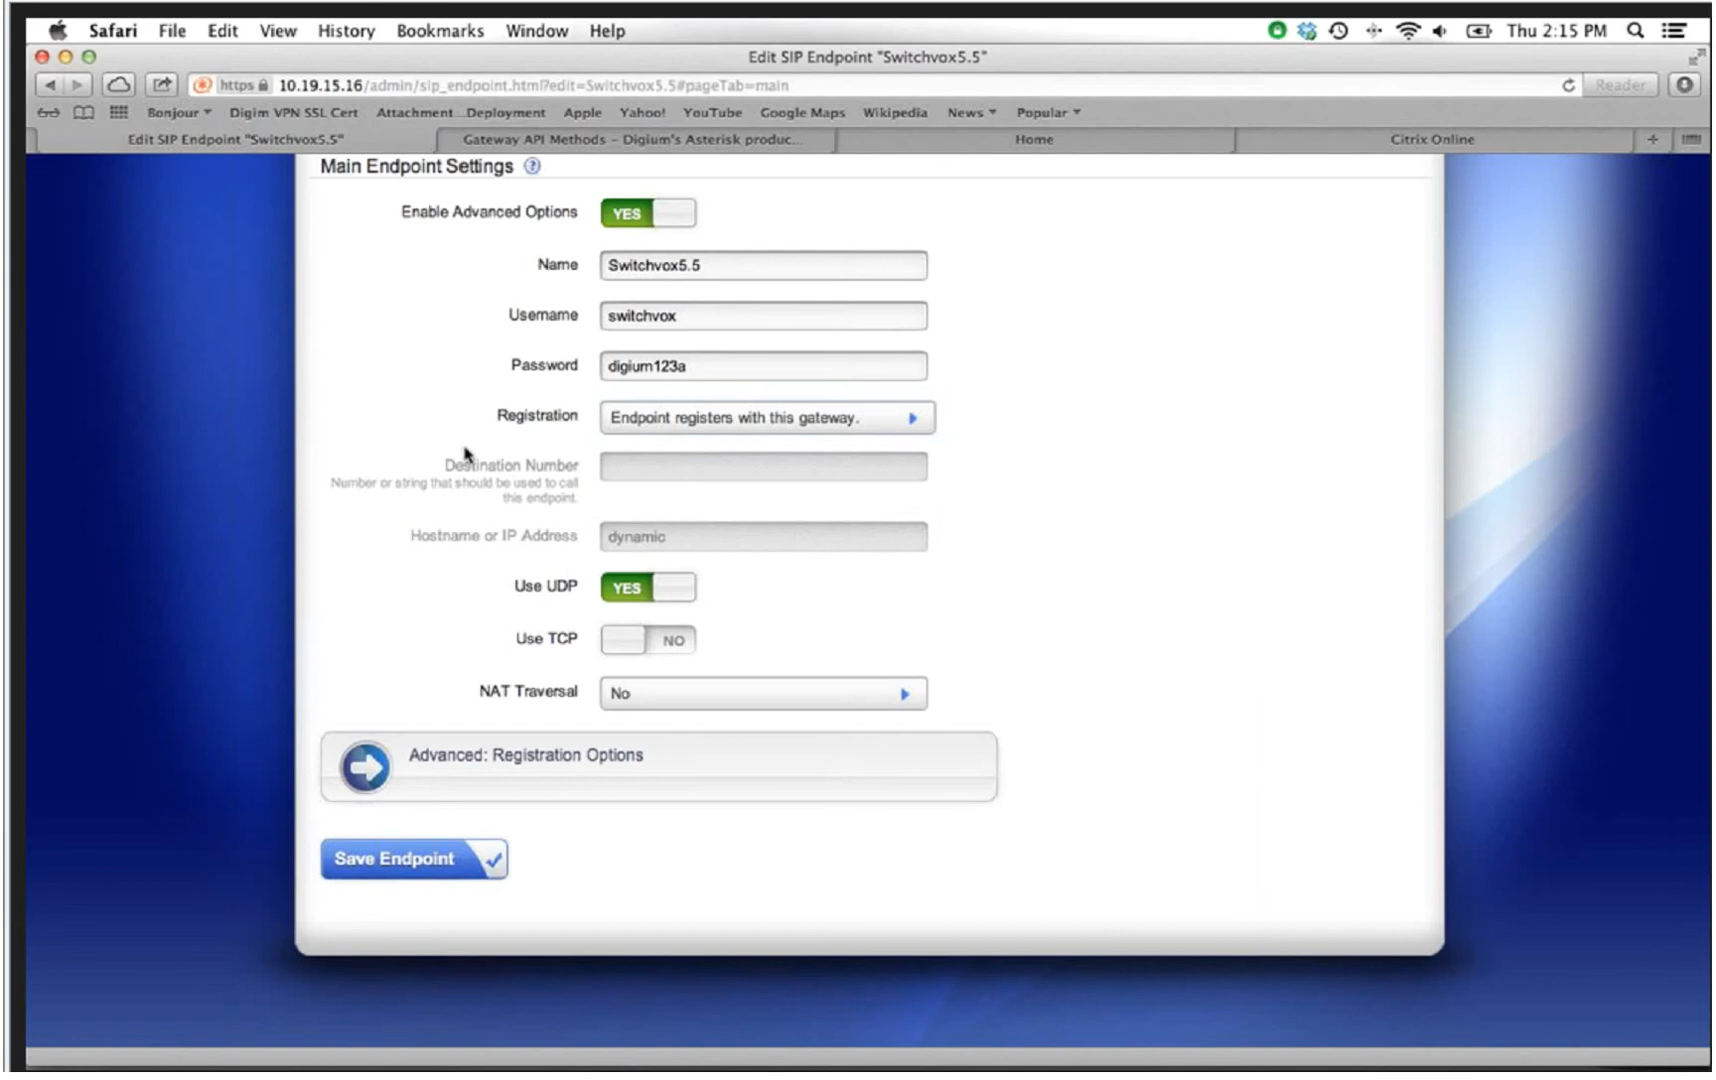 Safari File Edit View History Bookmarks Window Help Thu 2:15 PM
Edit SIP Endpoint "Switchvox5.5"
https 10.19.15.16/admin/sip_endpoint.html?edit=Switchvox5.5#pageTab=main Reader
Bonjour Digim VPN SSL Cert Attachment...Deployment Apple Yahoo! YouTube Google Maps Wikipedia News Popular
Edit SIP Endpoint "Switchvox5.5" Gateway API Methods – Digium's Asterisk produc... Home Citrix Online
Main Endpoint Settings ?
Enable Advanced Options YES
Name Switchvox5.5
Username switchvox
Password digium123a
Registration Endpoint registers with this gateway.
Destination Number
Number or string that should be used to call
this endpoint.
Hostname or IP Address dynamic
Use UDP YES
Use TCP NO
NAT Traversal No
Advanced: Registration Options
Save Endpoint